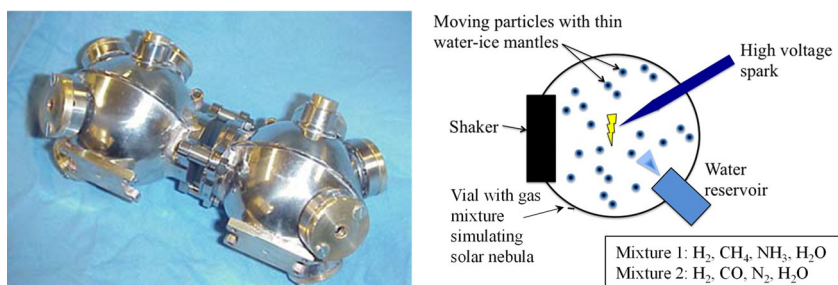 Moving particles with thin
water-ice mantles
High voltage
spark
Shaker
Water
reservoir
Vial with gas
mixture
simulating
solar nebula
Mixture 1: H₂, CH₄, NH₃, H₂O
Mixture 2: H₂, CO, N₂, H₂O